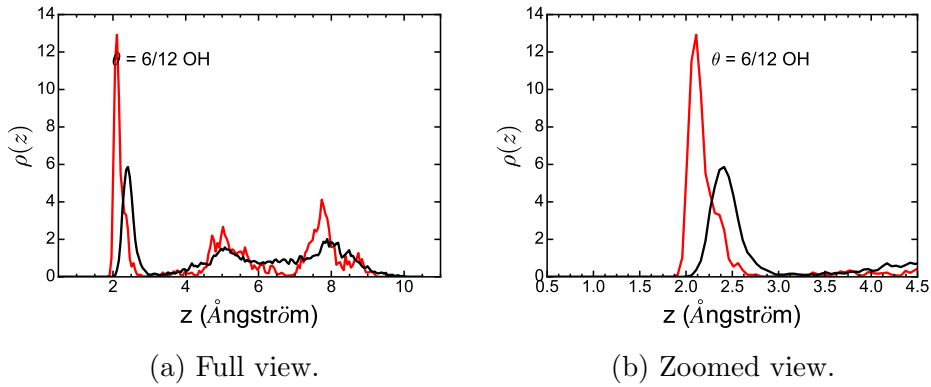 14
12
10
8
6
4
2
0
ρ(z)
θ = 6/12 OH
2 4 6 8 10
z (Ångström)
(a) Full view.
14
12
10
8
6
4
2
0
ρ(z)
θ = 6/12 OH
0.5 1.0 1.5 2.0 2.5 3.0 3.5 4.0 4.5
z (Ångström)
(b) Zoomed view.